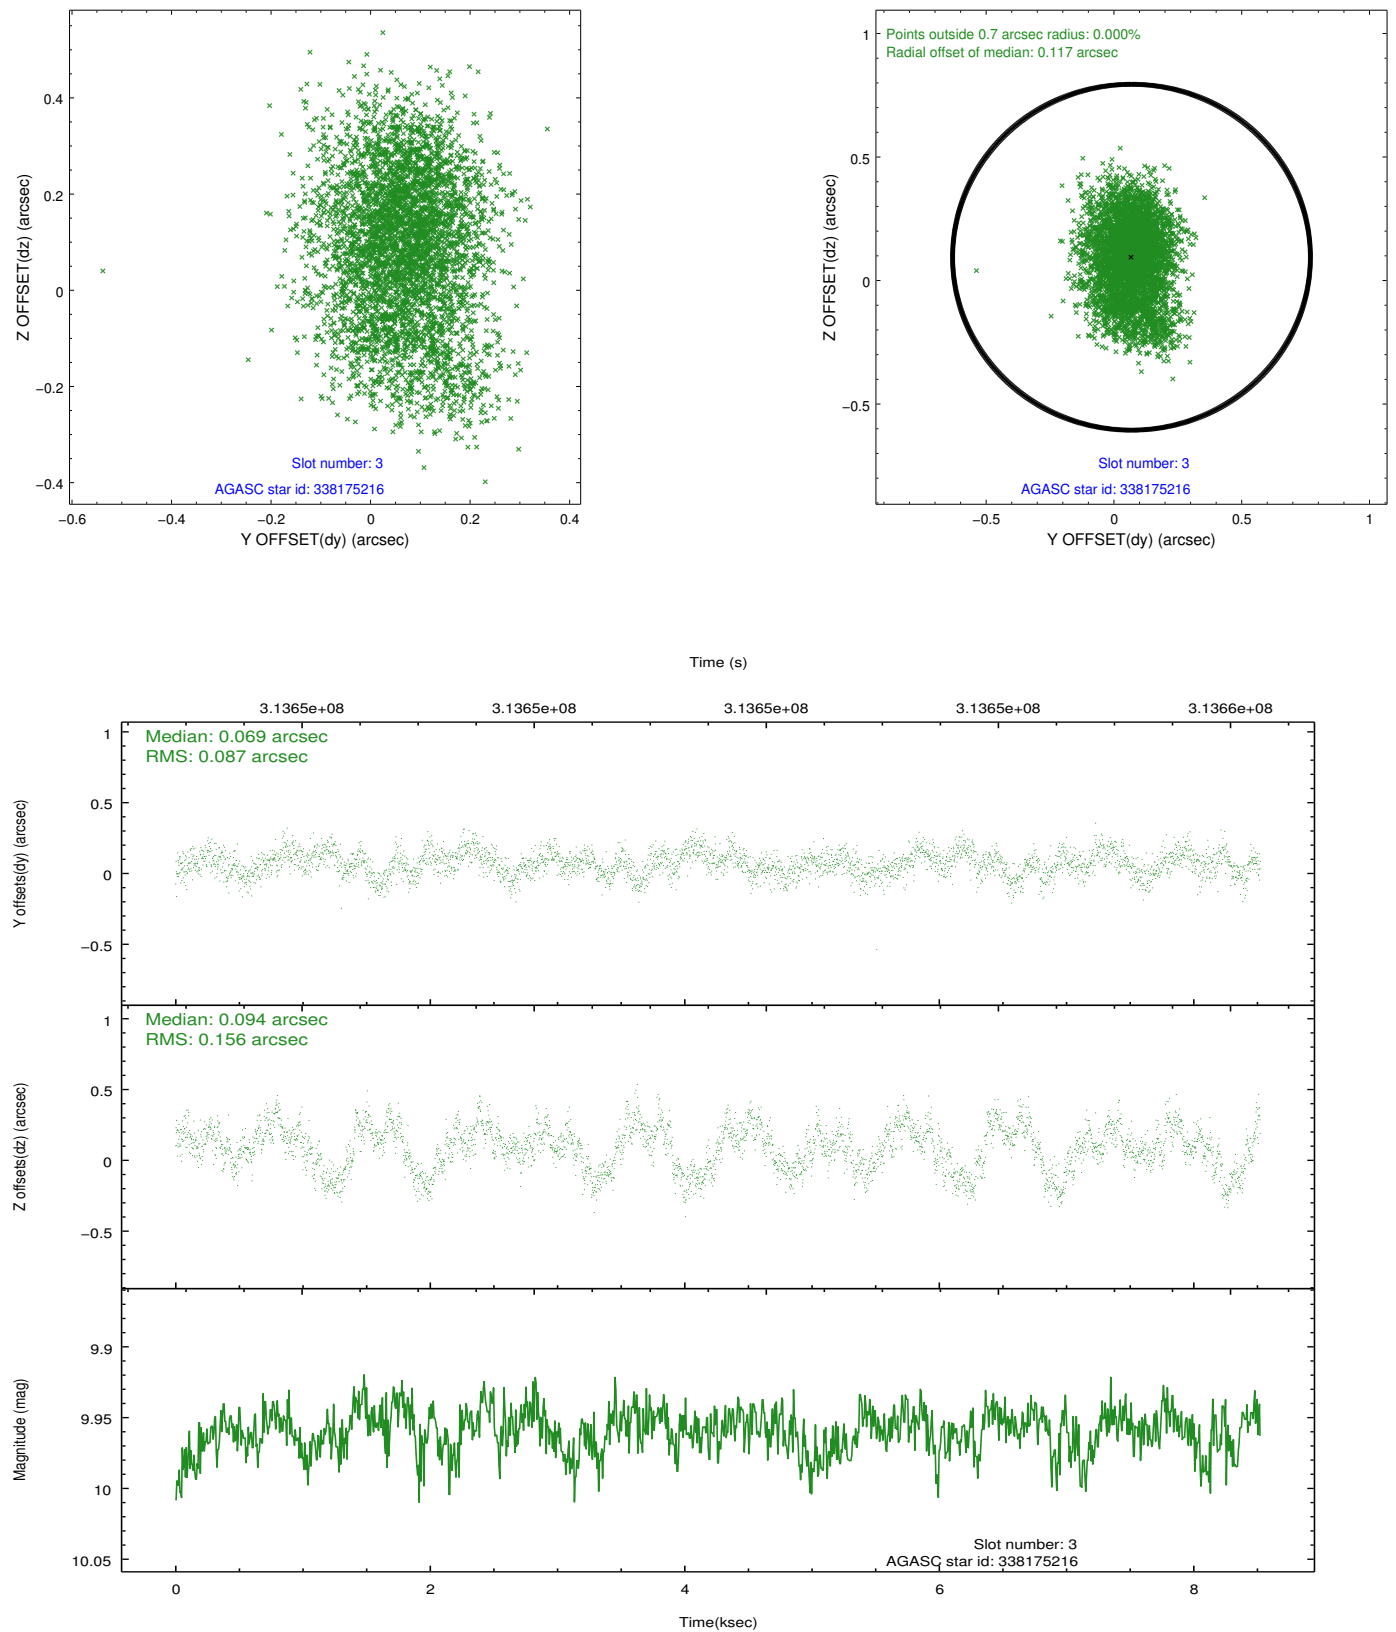 0.4
0.2
0
−0.2
−0.4
Z OFFSET(dz) (arcsec)
Slot number: 3
AGASC star id: 338175216
−0.6
−0.4
−0.2
0
0.2
0.4
Y OFFSET(dy) (arcsec)
Points outside 0.7 arcsec radius: 0.000%
Radial offset of median: 0.117 arcsec
1
0.5
0
−0.5
Z OFFSET(dz) (arcsec)
Slot number: 3
AGASC star id: 338175216
−0.5
0
0.5
1
Y OFFSET(dy) (arcsec)
Time (s)
3.1365e+08
3.1365e+08
3.1365e+08
3.1365e+08
3.1366e+08
Median: 0.069 arcsec
RMS: 0.087 arcsec
1
0.5
0
−0.5
Y offsets(dy) (arcsec)
Median: 0.094 arcsec
RMS: 0.156 arcsec
1
0.5
0
−0.5
Z offsets(dz) (arcsec)
9.9
9.95
10
10.05
Magnitude (mag)
Slot number: 3
AGASC star id: 338175216
0
2
4
6
8
Time(ksec)